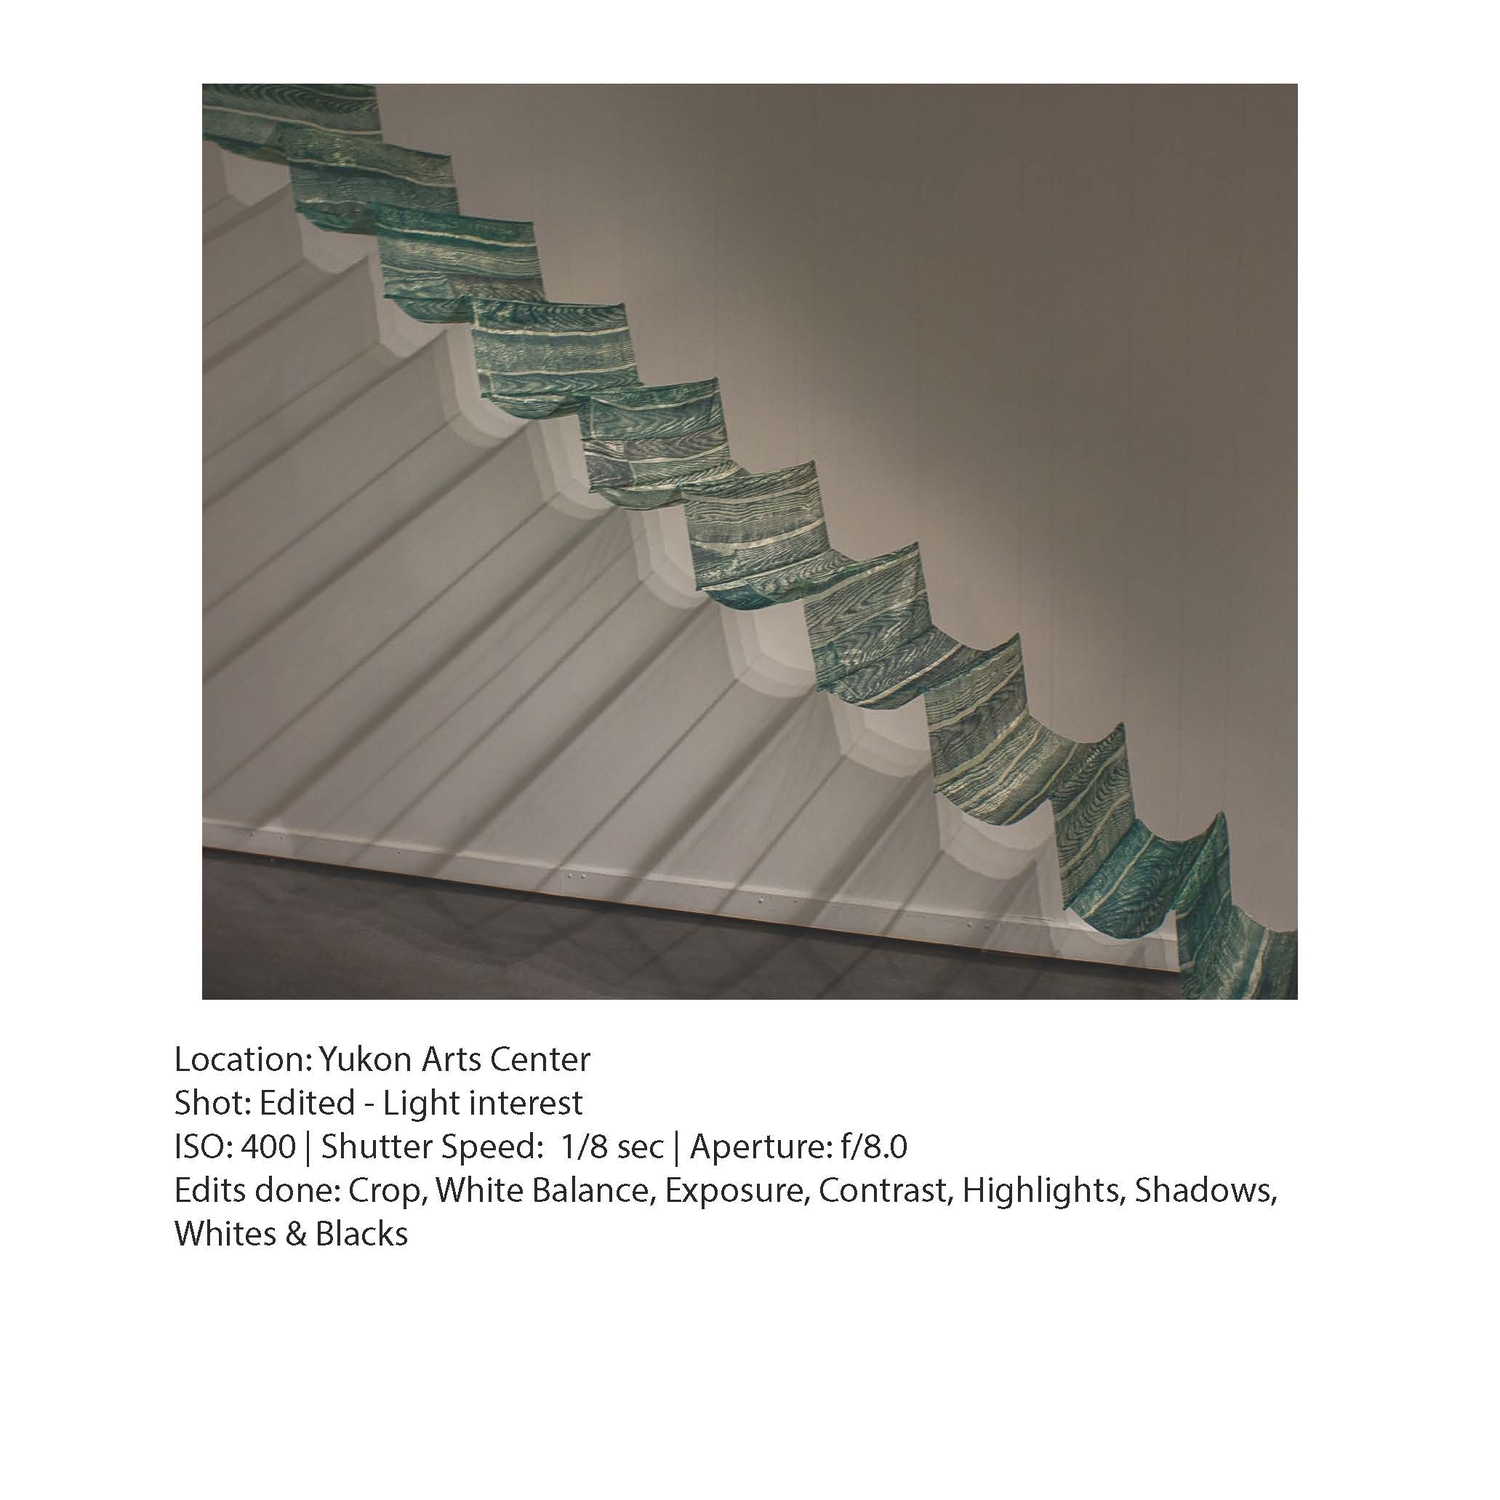 Location: Yukon Arts Center
Shot: Edited - Light interest
ISO: 400 | Shutter Speed:  1/8 sec | Aperture: f/8.0
Edits done: Crop, White Balance, Exposure, Contrast, Highlights, Shadows,
Whites & Blacks